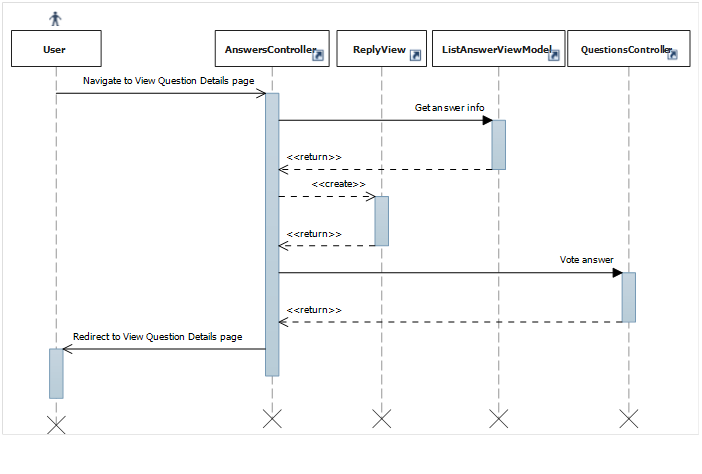 User
AnswersController
ReplyView
ListAnswerViewModel
QuestionsController
Navigate to View Question Details page
Get answer info
<<return>>
<<create>>
<<return>>
Vote answer
<<return>>
Redirect to View Question Details page